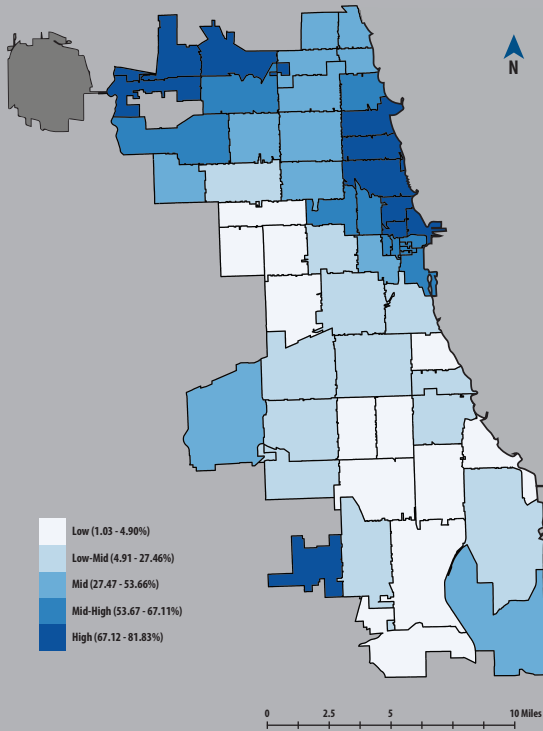 N
Low (1.03 - 4.90%)
Low-Mid (4.91 - 27.46%)
Mid (27.47 - 53.66%)
Mid-High (53.67 - 67.11%)
High (67.12 - 81.83%)
0 2.5 5 10 Miles